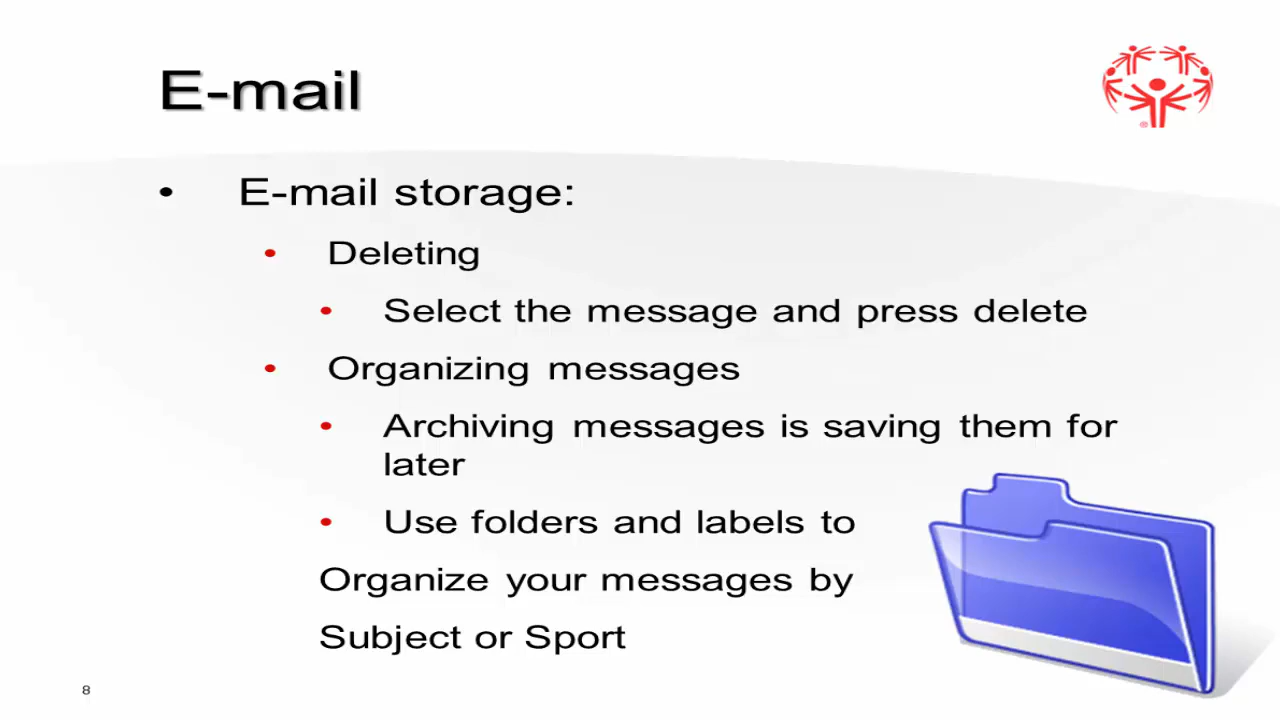 E-mail
• E-mail storage:
• Deleting
• Select the message and press delete
• Organizing messages
• Archiving messages is saving them for
later
• Use folders and labels to
Organize your messages by
Subject or Sport
8
®